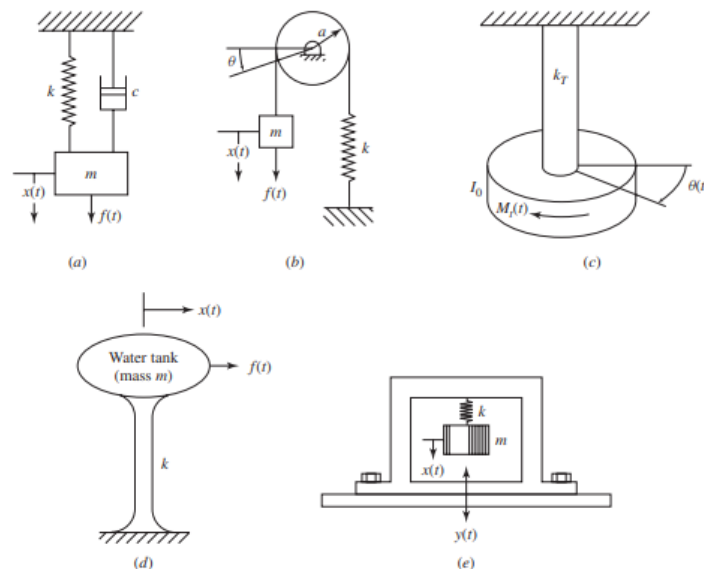 k
c
m
x(t)
f(t)
(a)
a
θ
m
x(t)
f(t)
k
(b)
k_T
I_0
M_t(t)
θ(t
(c)
x(t)
Water tank
(mass m)
f(t)
k
(d)
k
m
x(t)
y(t)
(e)